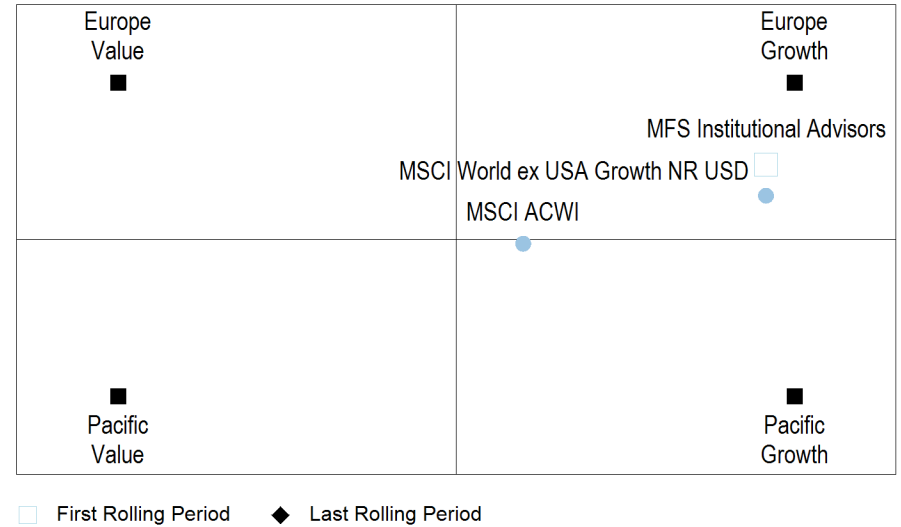 Europe
Value
Europe
Growth
MFS Institutional Advisors
MSCI World ex USA Growth NR USD
MSCI ACWI
Pacific
Value
Pacific
Growth
First Rolling Period
Last Rolling Period